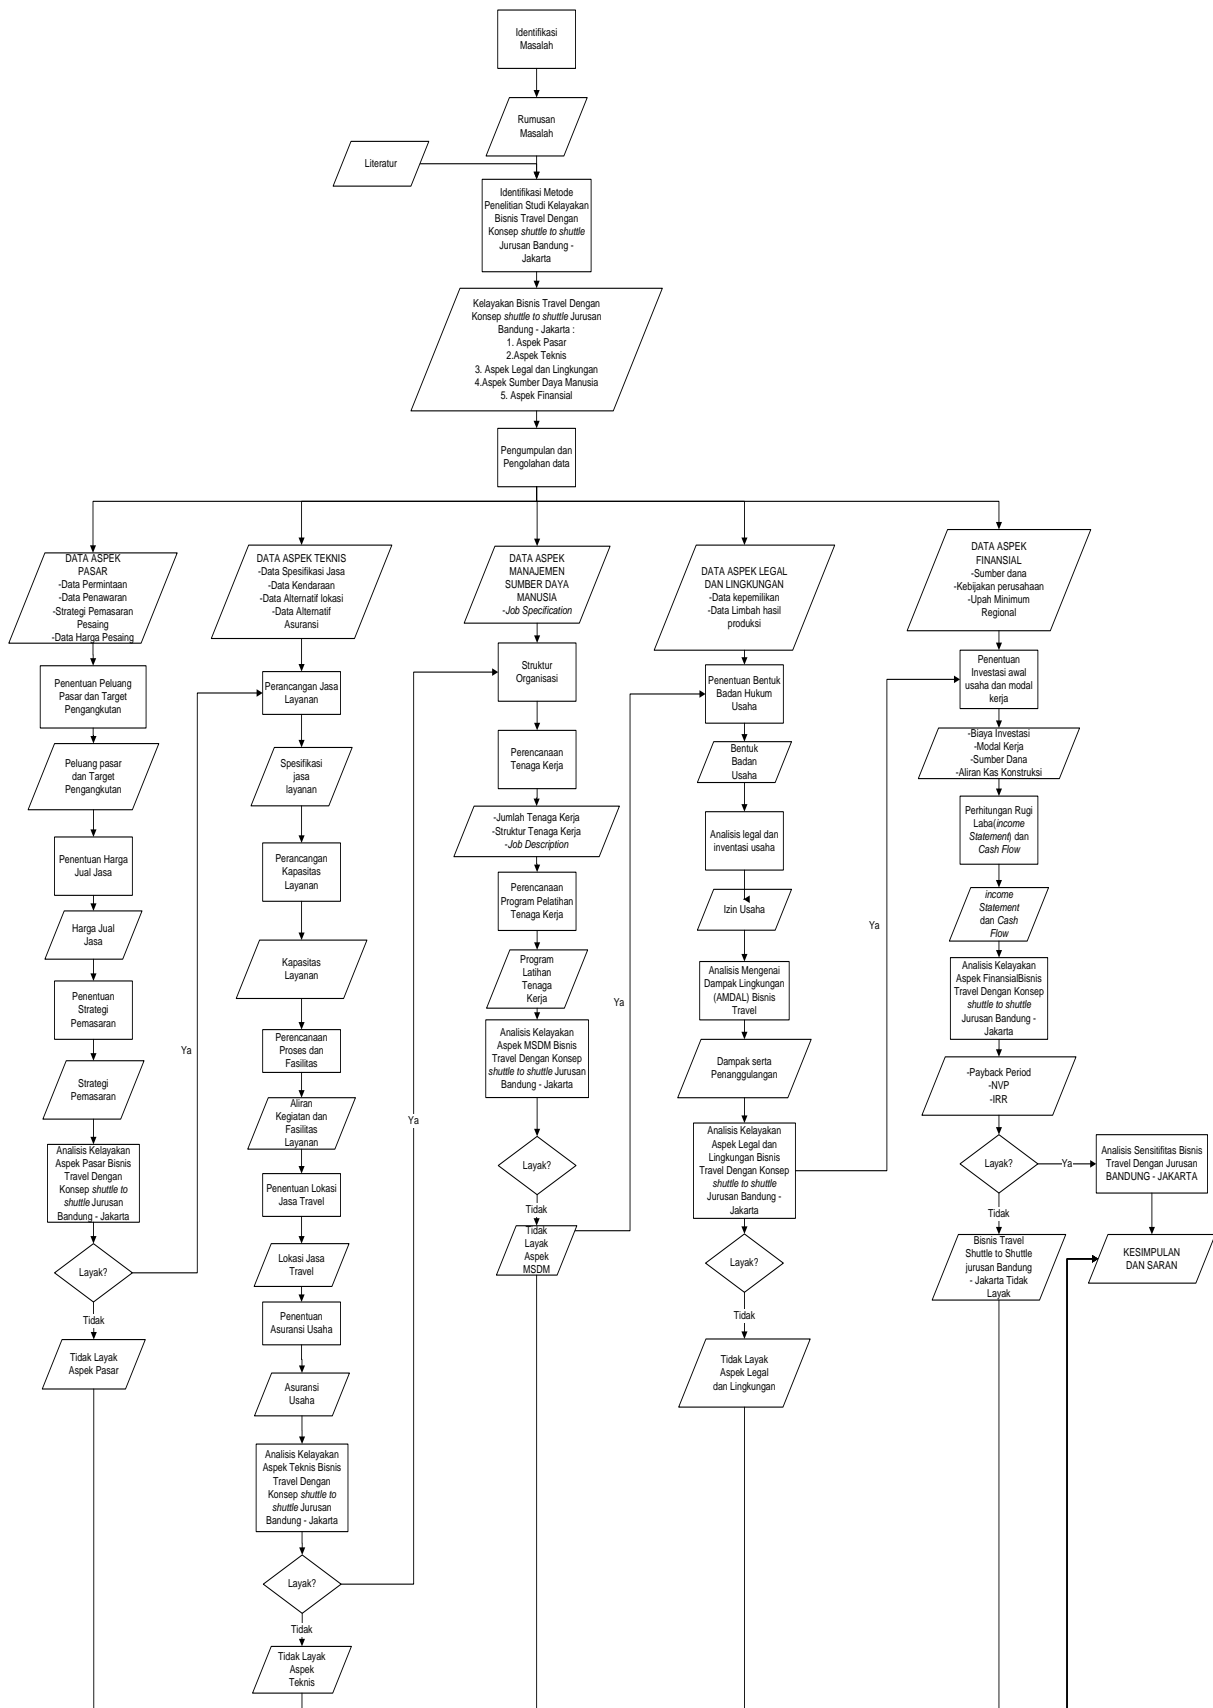 Identifikasi
Masalah
Rumusan
Masalah
Literatur
Identifikasi Metode
Penelitian Studi Kelayakan
Bisnis Travel Dengan
Konsep shuttle to shuttle
Jurusan Bandung -
Jakarta
Kelayakan Bisnis Travel Dengan
Konsep shuttle to shuttle Jurusan
Bandung - Jakarta :
1. Aspek Pasar
2.Aspek Teknis
3. Aspek Legal dan Lingkungan
4.Aspek Sumber Daya Manusia
5. Aspek Finansial
Pengumpulan dan
Pengolahan data
DATA ASPEK
PASAR
-Data Permintaan
-Data Penawaran
-Strategi Pemasaran
Pesaing
-Data Harga Pesaing
Penentuan Peluang
Pasar dan Target
Pengangkutan
Peluang pasar
dan Target
Pengangkutan
Penentuan Harga
Jual Jasa
Harga Jual
Jasa
Penentuan
Strategi
Pemasaran
Strategi
Pemasaran
Analisis Kelayakan
Aspek Pasar Bisnis
Travel Dengan
Konsep shuttle to
shuttle Jurusan
Bandung - Jakarta
Layak?
Tidak
Tidak Layak
Aspek Pasar
Ya
DATA ASPEK TEKNIS
-Data Spesifikasi Jasa
-Data Kendaraan
-Data Alternatif lokasi
-Data Alternatif
Asuransi
Perancangan Jasa
Layanan
Spesifikasi
jasa
layanan
Perancangan
Kapasitas
Layanan
Kapasitas
Layanan
Perencanaan
Proses dan
Fasilitas
Aliran
Kegiatan dan
Fasilitas
Layanan
Penentuan Lokasi
Jasa Travel
Lokasi Jasa
Travel
Penentuan
Asuransi Usaha
Asuransi
Usaha
Analisis Kelayakan
Aspek Teknis Bisnis
Travel Dengan
Konsep shuttle to
shuttle Jurusan
Bandung - Jakarta
Layak?
Tidak
Tidak Layak
Aspek
Teknis
Ya
DATA ASPEK
MANAJEMEN
SUMBER DAYA
MANUSIA
-Job Specification
Struktur
Organisasi
Perencanaan
Tenaga Kerja
-Jumlah Tenaga Kerja
-Struktur Tenaga Kerja
-Job Description
Perencanaan
Program Pelatihan
Tenaga Kerja
Program
Latihan
Tenaga
Kerja
Analisis Kelayakan
Aspek MSDM Bisnis
Travel Dengan Konsep
shuttle to shuttle Jurusan
Bandung - Jakarta
Layak?
Tidak
Tidak
Layak
Aspek
MSDM
Ya
DATA ASPEK LEGAL
DAN LINGKUNGAN
-Data kepemilikan
-Data Limbah hasil
produksi
Penentuan Bentuk
Badan Hukum
Usaha
Bentuk
Badan
Usaha
Analisis legal dan
inventasi usaha
Izin Usaha
Analisis Mengenai
Dampak Lingkungan
(AMDAL) Bisnis
Travel
Dampak serta
Penanggulangan
Analisis Kelayakan
Aspek Legal dan
Lingkungan Bisnis
Travel Dengan Konsep
shuttle to shuttle
Jurusan Bandung -
Jakarta
Layak?
Tidak
Tidak Layak
Aspek Legal
dan Lingkungan
Ya
DATA ASPEK
FINANSIAL
-Sumber dana
-Kebijakan perusahaan
-Upah Minimum
Regional
Penentuan
Investasi awal
usaha dan modal
kerja
-Biaya Investasi
-Modal Kerja
-Sumber Dana
-Aliran Kas Konstruksi
Perhitungan Rugi
Laba(income
Statement) dan
Cash Flow
income
Statement
dan Cash
Flow
Analisis Kelayakan
Aspek FinansialBisnis
Travel Dengan Konsep
shuttle to shuttle
Jurusan Bandung -
Jakarta
-Payback Period
-NVP
-IRR
Layak?
Ya
Tidak
Bisnis Travel
Shuttle to Shuttle
jurusan Bandung
- Jakarta Tidak
Layak
Analisis Sensitifitas Bisnis
Travel Dengan Jurusan
BANDUNG - JAKARTA
KESIMPULAN
DAN SARAN